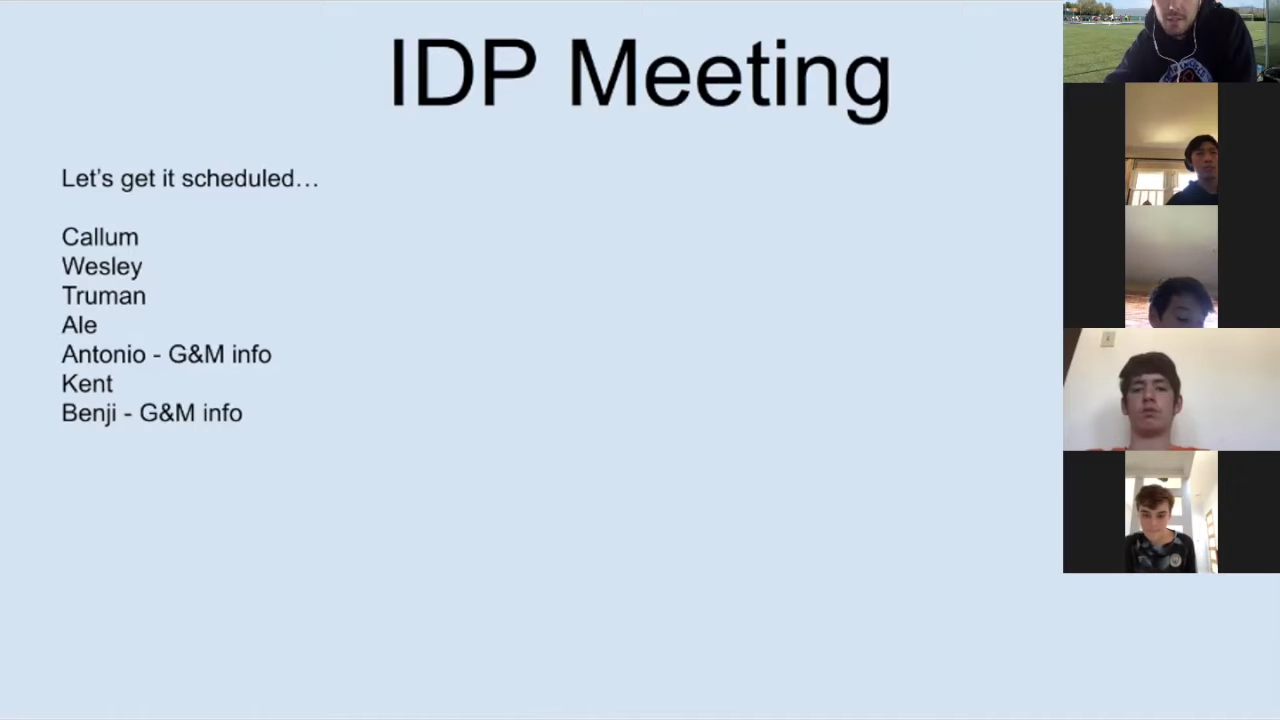 IDP Meeting
Let's get it scheduled…
Callum
Wesley
Truman
Ale
Antonio - G&M info
Kent
Benji - G&M info